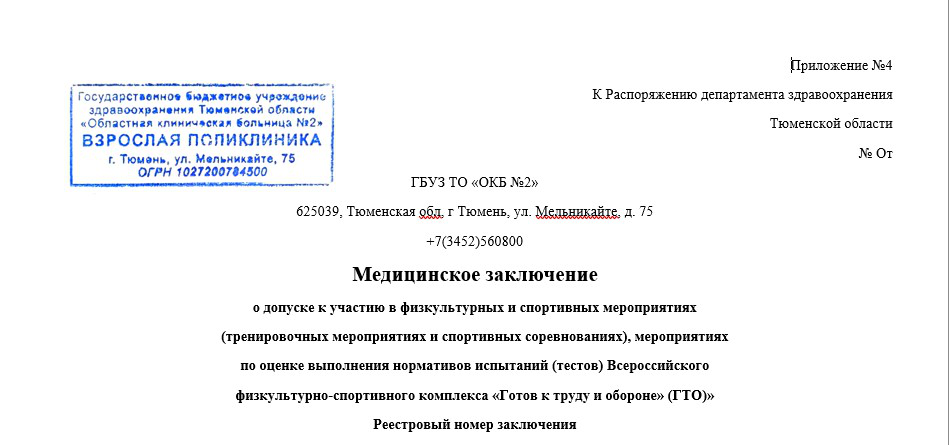 Приложение №4
К Распоряжению департамента здравоохранения
Тюменской области
№ От
Государственное бюджетное учреждение
здравоохранения Тюменской области
«Областная клиническая больница №2»
ВЗРОСЛАЯ ПОЛИКЛИНИКА
г. Тюмень, ул. Мельникайте, 75
ОГРН 1027200784500
ГБУЗ ТО «ОКБ №2»
625039, Тюменская обл, г Тюмень, ул. Мельникайте, д. 75
+7(3452)560800
Медицинское заключение
о допуске к участию в физкультурных и спортивных мероприятиях
(тренировочных мероприятиях и спортивных соревнованиях), мероприятиях
по оценке выполнения нормативов испытаний (тестов) Всероссийского
физкультурно-спортивного комплекса «Готов к труду и обороне» (ГТО)»
Реестровый номер заключения